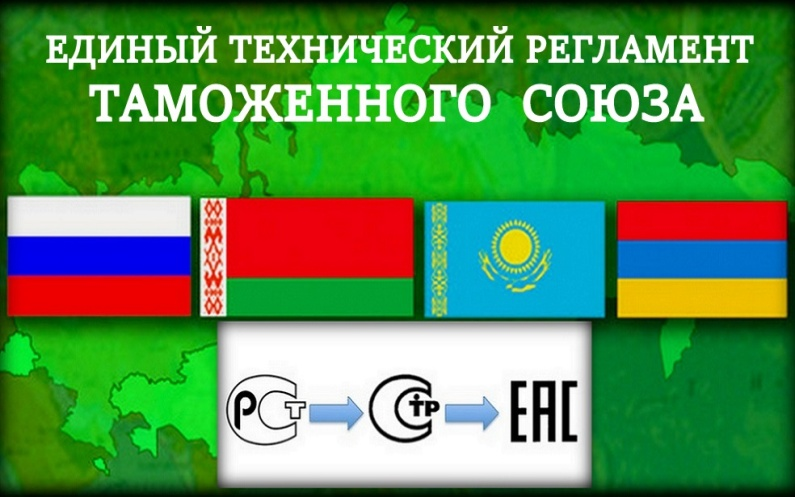 ЕДИНЫЙ ТЕХНИЧЕСКИЙ РЕГЛАМЕНТ
ТАМОЖЕННОГО СОЮЗА
РСТ СТР ЕАС